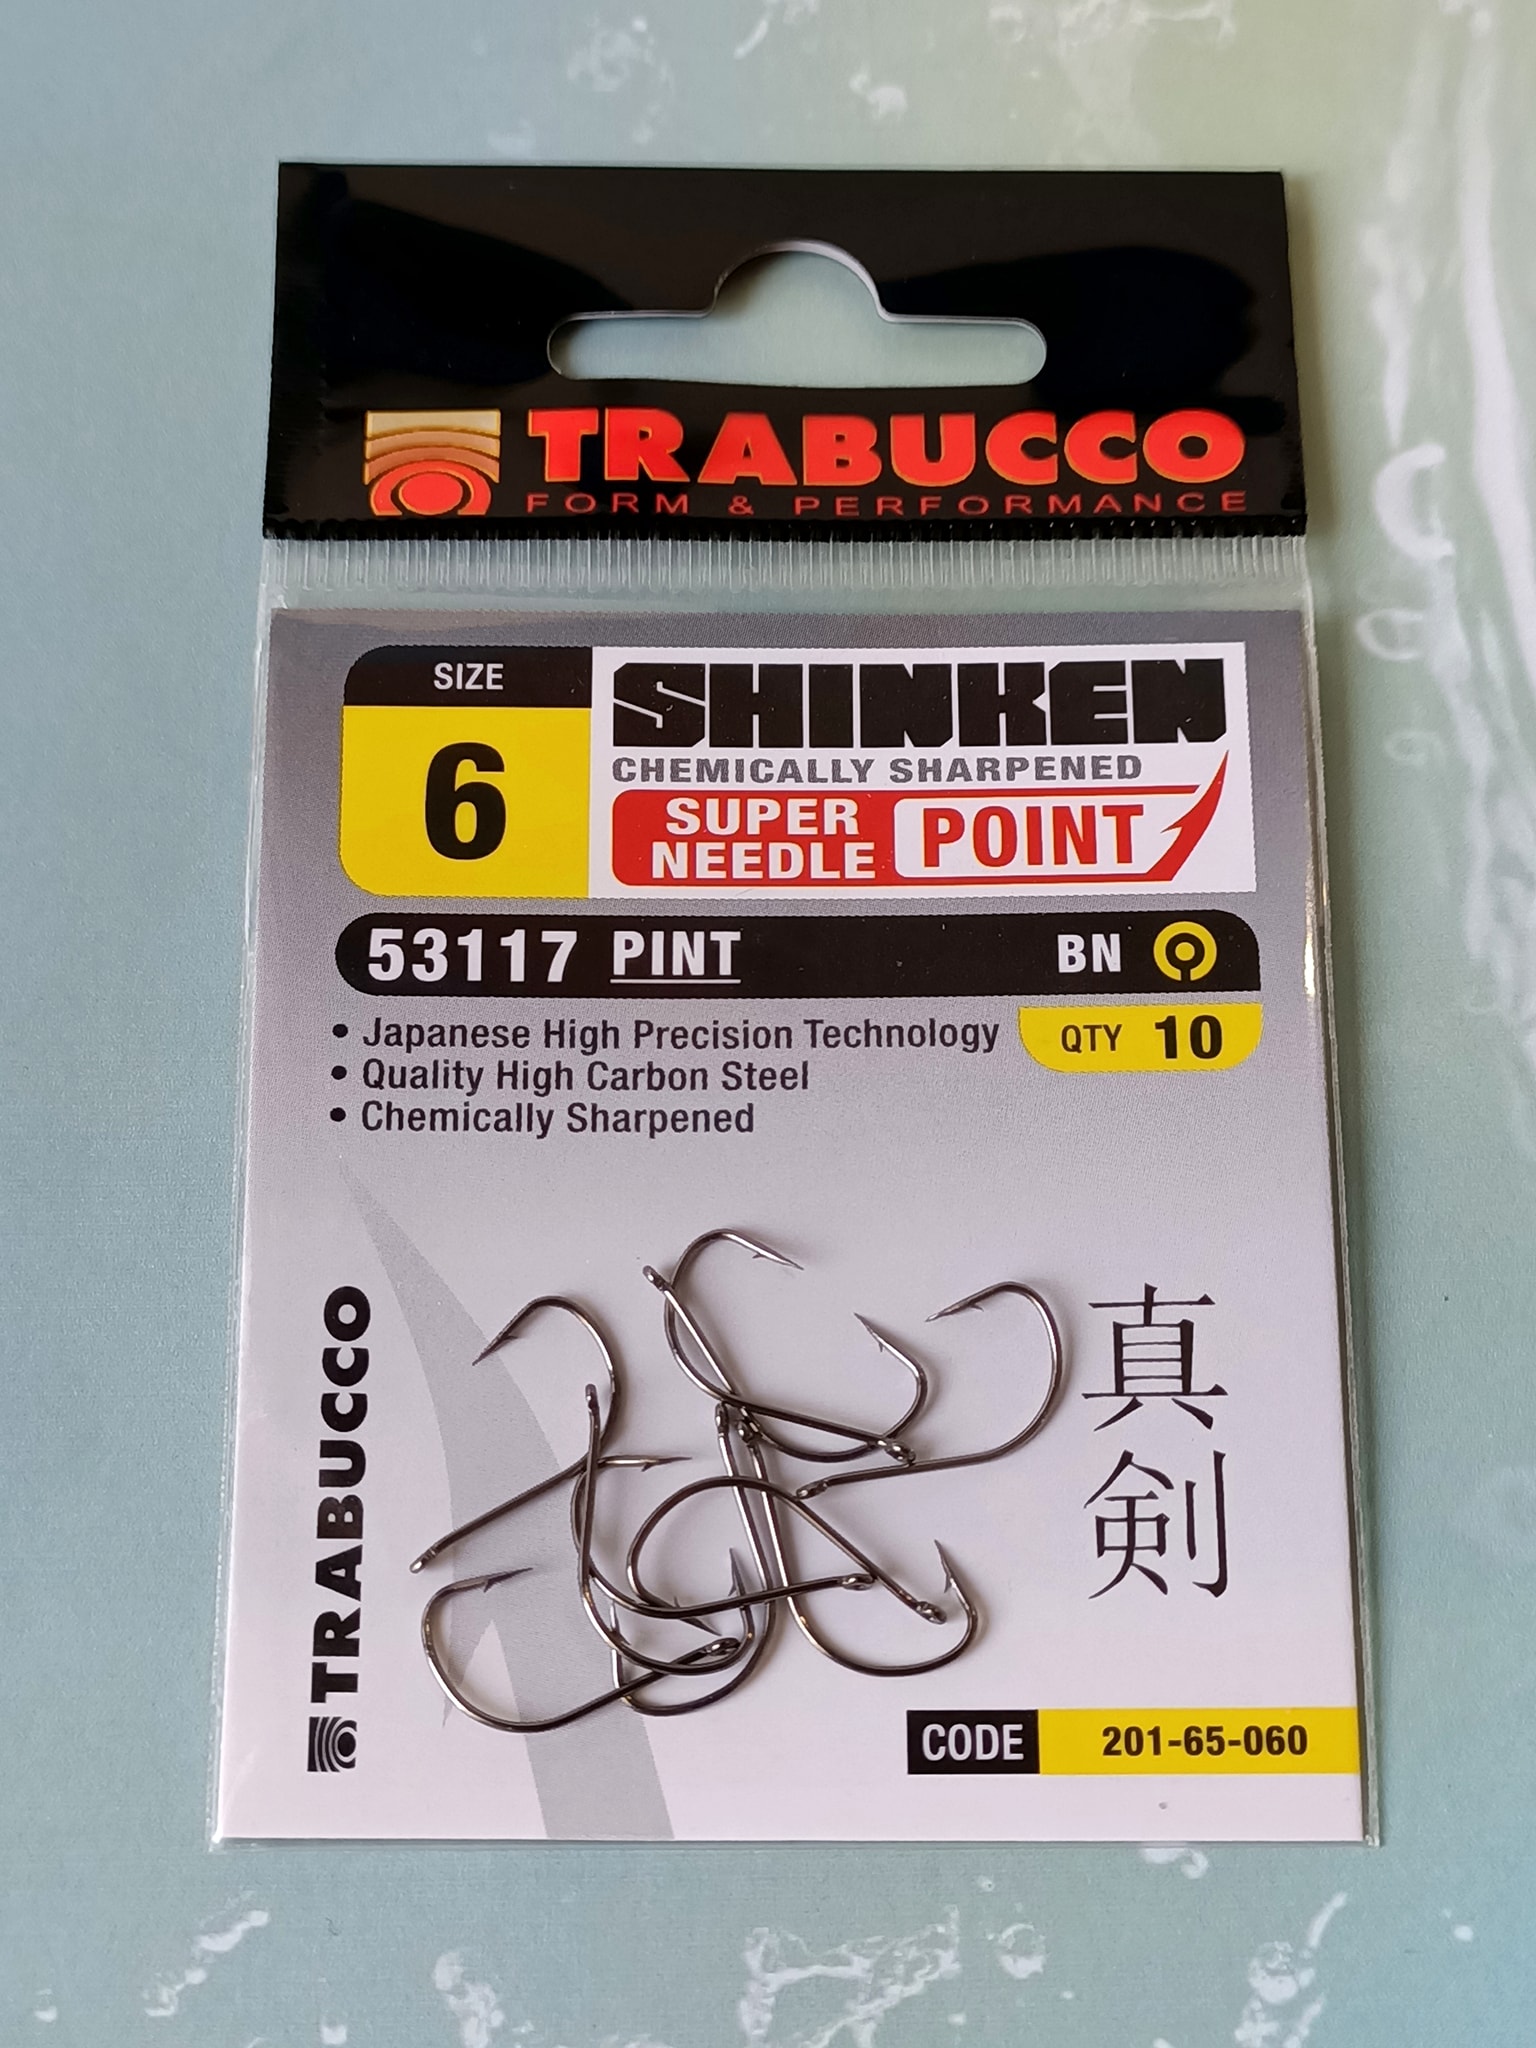 TRABUCCO
FORM & PERFORMANCE
SIZE
6
SHINKEN
CHEMICALLY SHARPENED
SUPER
NEEDLE
POINT
53117 PINT
BN
• Japanese High Precision Technology
• Quality High Carbon Steel
• Chemically Sharpened
QTY 10
TRABUCCO
真剣
CODE 201-65-060